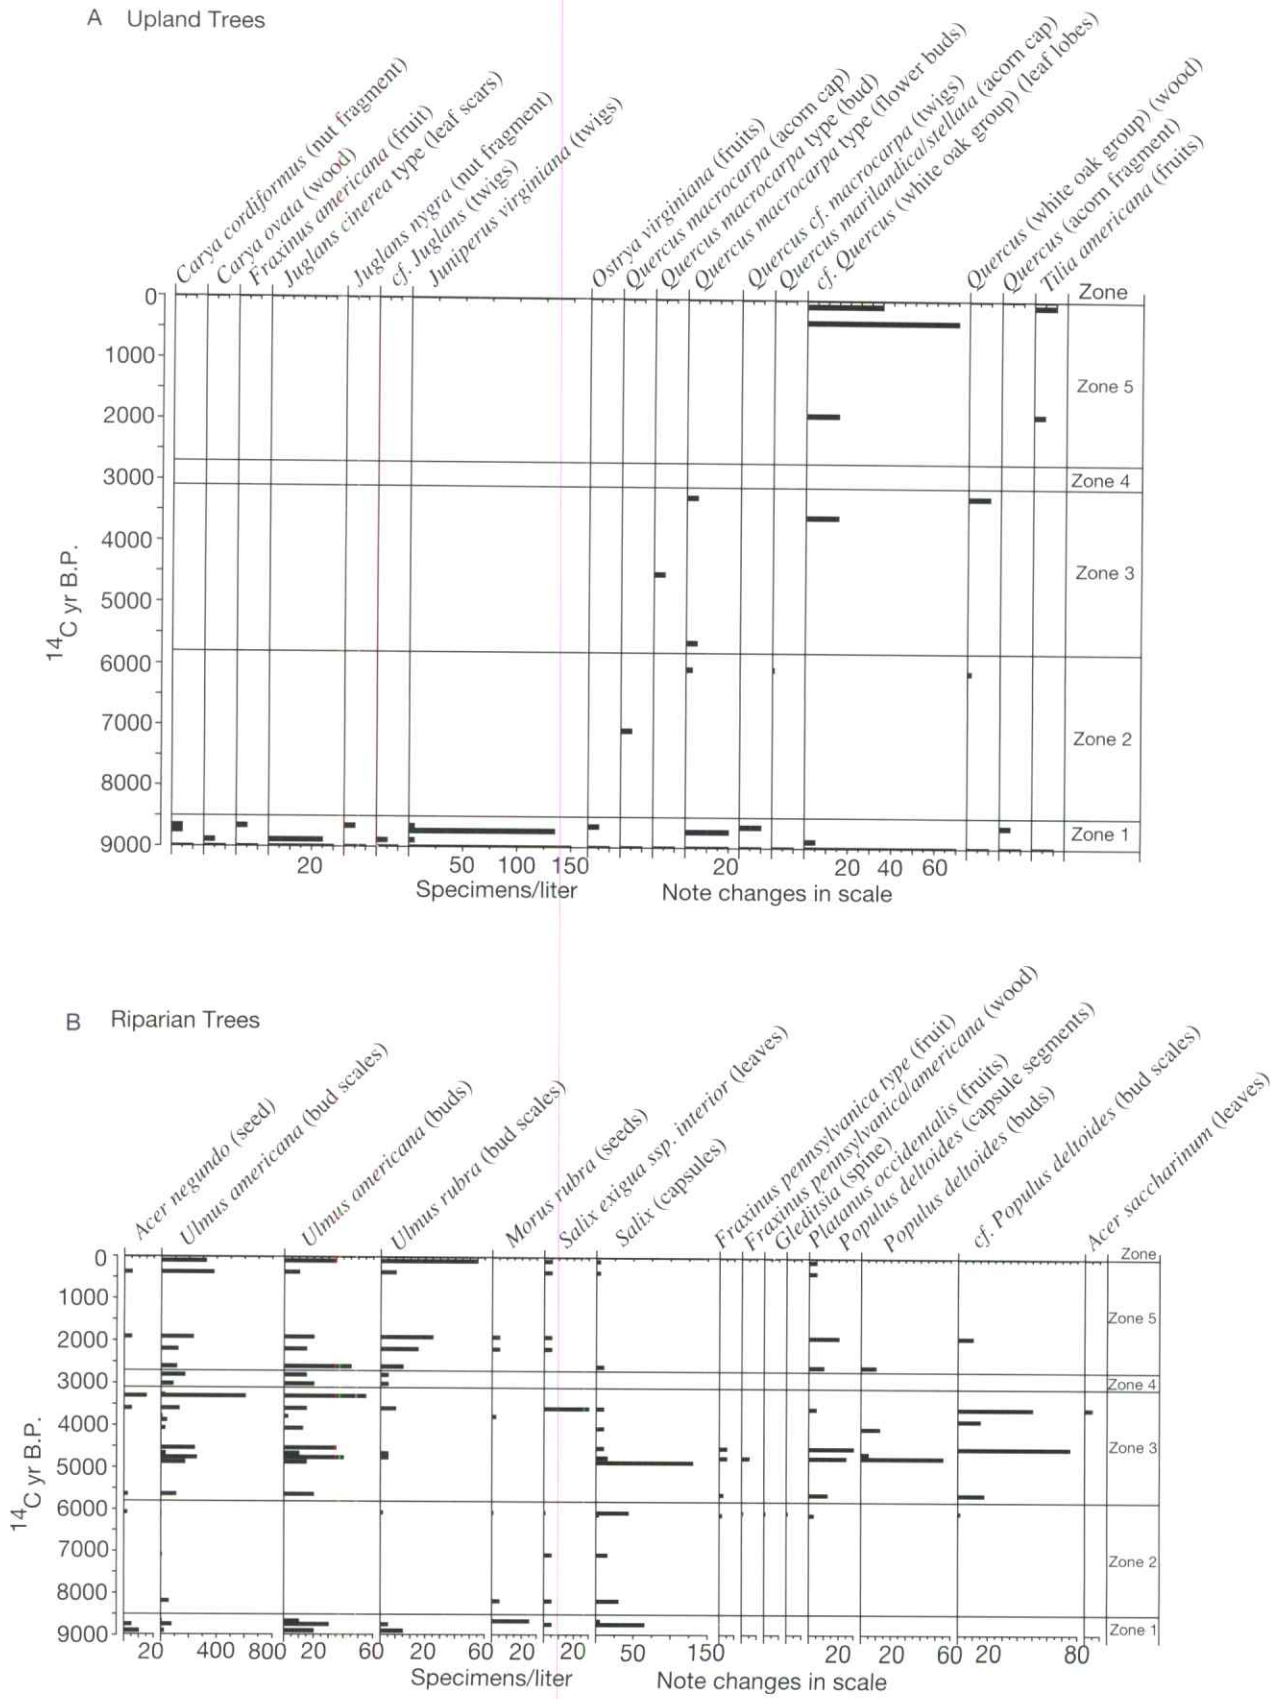 A Upland Trees
Carya cordiformus (nut fragment)
Carya ovata (wood)
Fraxinus americana (fruit)
Juglans cinerea type (leaf scars)
Juglans nygra (nut fragment)
cf. Juglans (twigs)
Juniperus virginiana (twigs)
Ostrya virginiana (fruits)
Quercus macrocarpa (acorn cap)
Quercus macrocarpa type (bud)
Quercus macrocarpa type (flower buds)
Quercus cf. macrocarpa (twigs)
Quercus marilandica/stellata (acorn cap)
cf. Quercus (white oak group) (leaf lobes)
Quercus (white oak group) (wood)
Quercus (acorn fragment)
Tilia americana (fruits)
Zone
0
1000
2000
3000
4000
5000
6000
7000
8000
9000
14C yr B.P.
Zone 5
Zone 4
Zone 3
Zone 2
Zone 1
20 50 100 150 20 20 40 60
Specimens/liter Note changes in scale
B Riparian Trees
Acer negundo (seed)
Ulmus americana (bud scales)
Ulmus americana (buds)
Ulmus rubra (bud scales)
Morus rubra (seeds)
Salix exigua ssp. interior (leaves)
Salix (capsules)
Fraxinus pennsylvanica type (fruit)
Fraxinus pennsylvanica/americana (wood)
Gleditsia (spine)
Platanus occidentalis (fruits)
Populus deltoides (capsule segments)
Populus deltoides (buds)
cf. Populus deltoides (bud scales)
Acer saccharinum (leaves)
Zone
0
1000
2000
3000
4000
5000
6000
7000
8000
9000
14C yr B.P.
Zone 5
Zone 4
Zone 3
Zone 2
Zone 1
20 400 800 20 60 20 60 20 20 50 150 20 20 60 20 80
Specimens/liter Note changes in scale